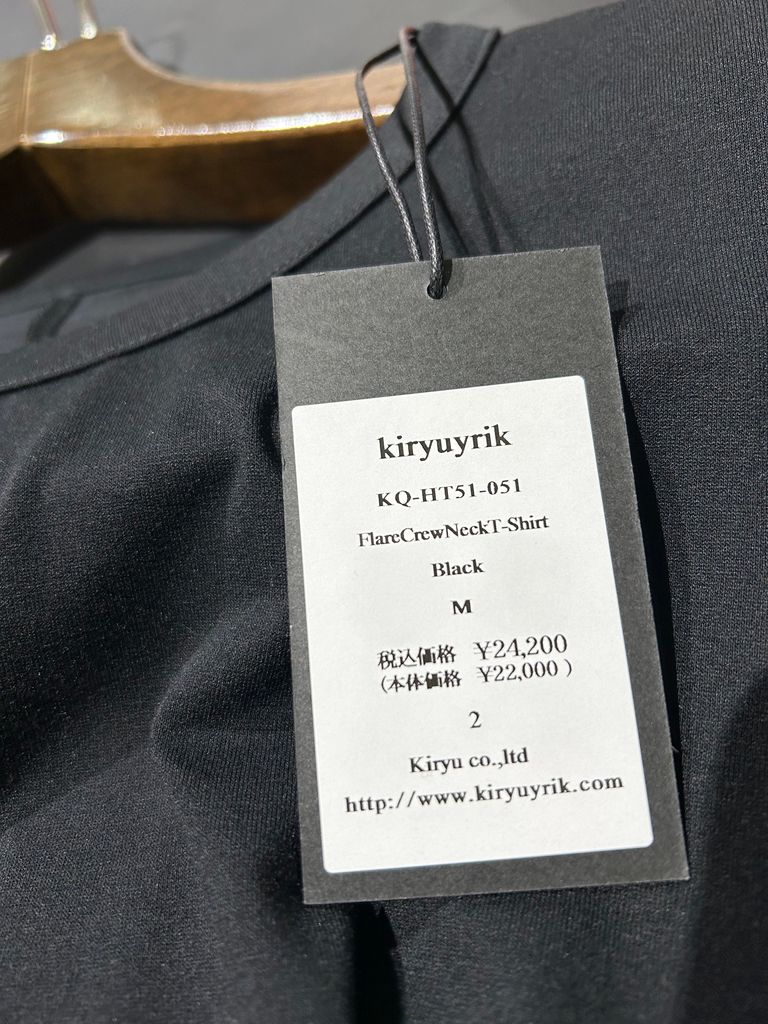 kiryuyrik
KQ-HT51-051
FlareCrewNeckT-Shirt
Black
M
税込価格 ¥24,200
(本体価格 ¥22,000 )
2
Kiryu co.,ltd
http://www.kiryuyrik.com